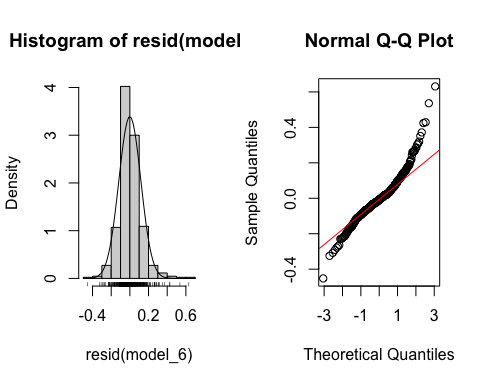 Histogram of resid(model
Density
0
1
2
3
4
-0.4
0.2
0.6
resid(model_6)
Normal Q-Q Plot
Sample Quantiles
-0.4
0.0
0.4
-3
-1
1
3
Theoretical Quantiles